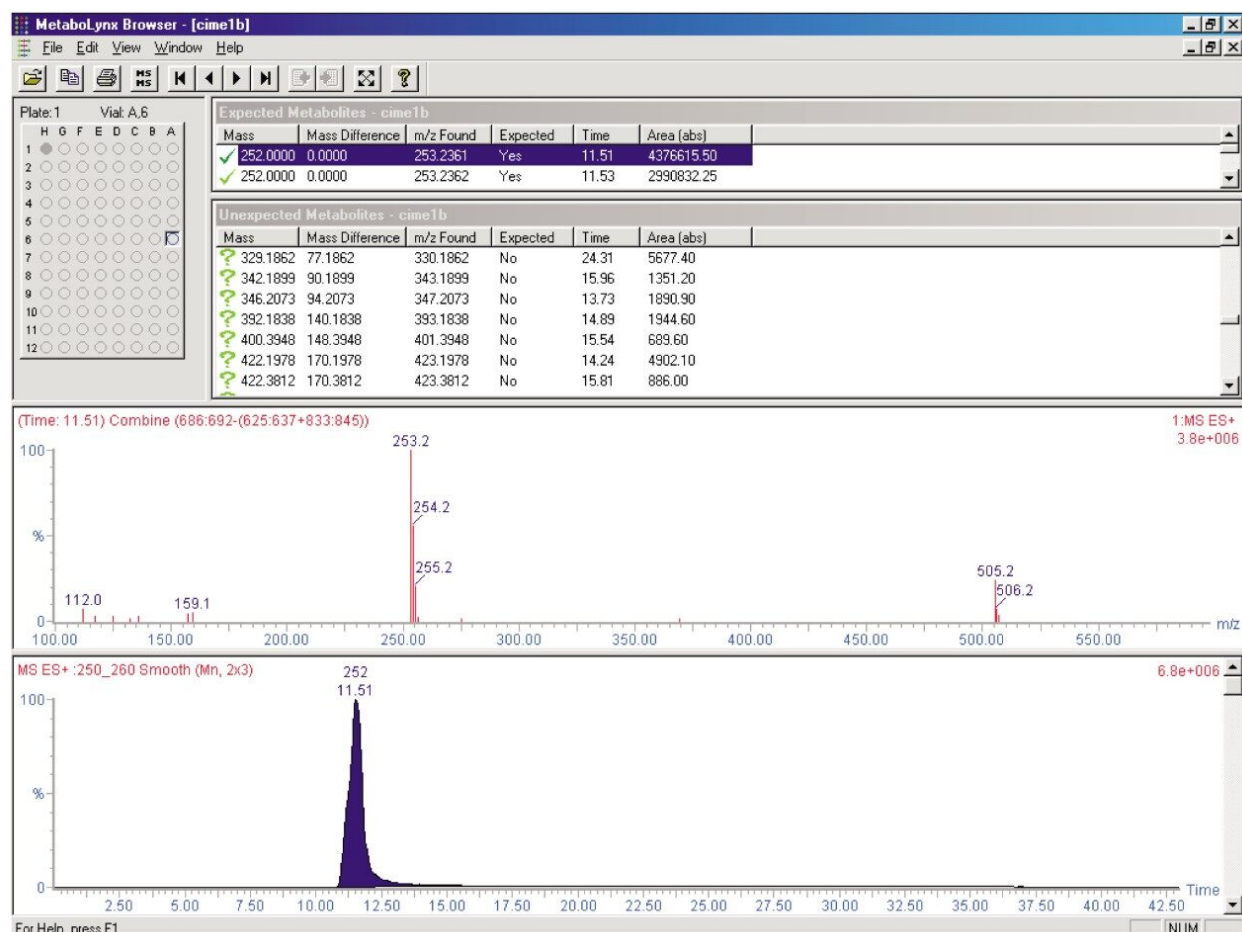 MetaboLynx Browser - [cime1b]
File Edit View Window Help
MS
MS
Plate: 1 Vial: A,6
H G F E D C B A
1
2
3
4
5
6
7
8
9
10
11
12
Expected Metabolites - cime1b
Mass Mass Difference m/z Found Expected Time Area (abs)
252.0000 0.0000 253.2361 Yes 11.51 4376615.50
252.0000 0.0000 253.2362 Yes 11.53 2990832.25
Unexpected Metabolites - cime1b
Mass Mass Difference m/z Found Expected Time Area (abs)
329.1862 77.1862 330.1862 No 24.31 5677.40
342.1899 90.1899 343.1899 No 15.96 1351.20
346.2073 94.2073 347.2073 No 13.73 1890.90
392.1838 140.1838 393.1838 No 14.89 1944.60
400.3948 148.3948 401.3948 No 15.54 689.60
422.1978 170.1978 423.1978 No 14.24 4902.10
422.3812 170.3812 423.3812 No 15.81 886.00
(Time: 11.51) Combine (686:692-(625:637+833:845)) 1:MS ES+
3.8e+006
253.2
100
254.2
%
255.2
505.2
506.2
112.0
159.1
0
100.00 150.00 200.00 250.00 300.00 350.00 400.00 450.00 500.00 550.00 m/z
MS ES+ :250_260 Smooth (Mn, 2x3) 6.8e+006
252
11.51
100
%
0
Time
2.50 5.00 7.50 10.00 12.50 15.00 17.50 20.00 22.50 25.00 27.50 30.00 32.50 35.00 37.50 40.00 42.50
For Help, press F1 NUM